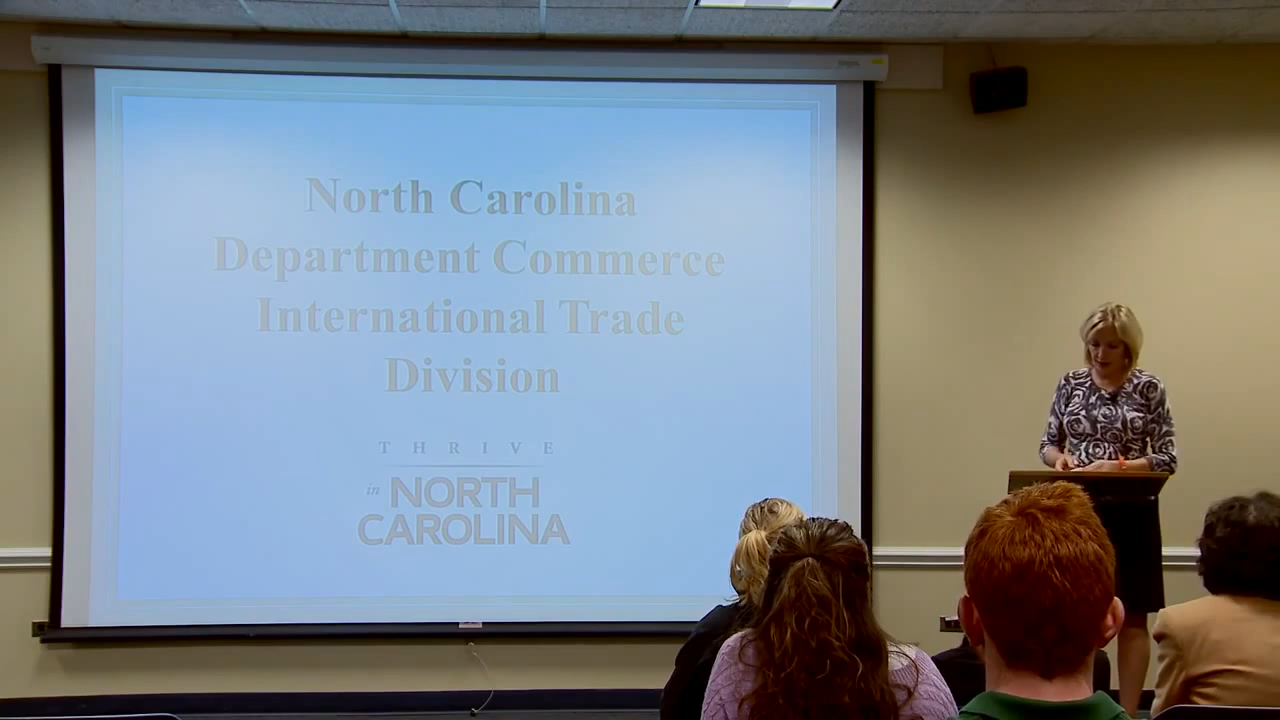 North Carolina
Department Commerce
International Trade
Division
THRIVE
in NORTH
CAROLINA